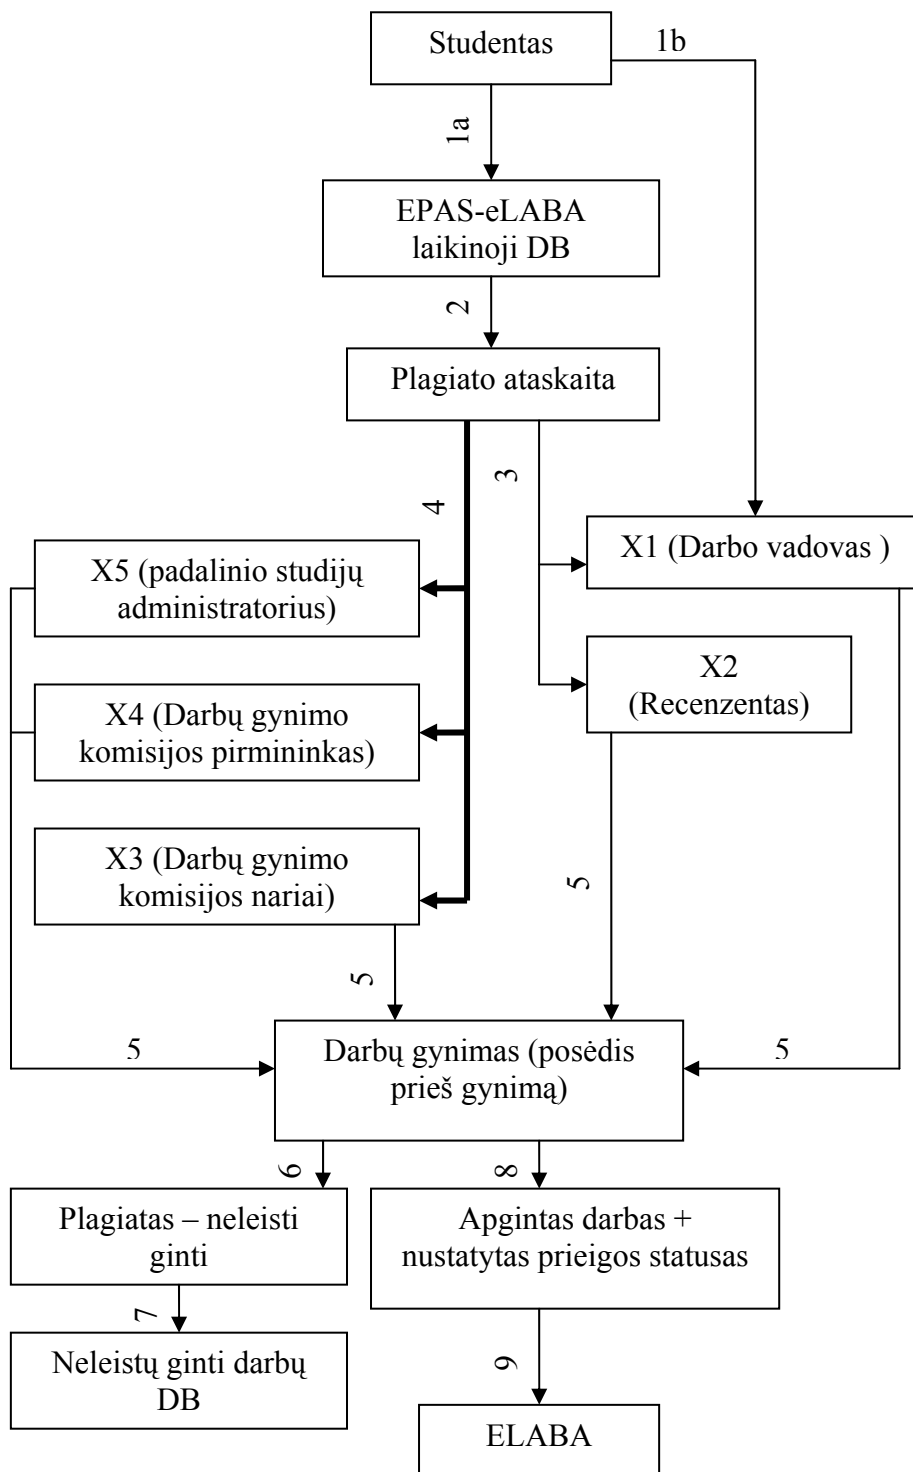 Studentas
1b
1a
EPAS-eLABA
laikinoji DB
2
Plagiato ataskaita
4
3
X1 (Darbo vadovas )
X5 (padalinio studijų
administratorius)
X2
(Recenzentas)
X4 (Darbų gynimo
komisijos pirmininkas)
X3 (Darbų gynimo
komisijos nariai)
5
5
5
Darbų gynimas (posėdis
prieš gynimą)
5
6
8
Plagiatas – neleisti
ginti
Apgintas darbas +
nustatytas prieigos statusas
7
Neleistų ginti darbų
DB
9
ELABA